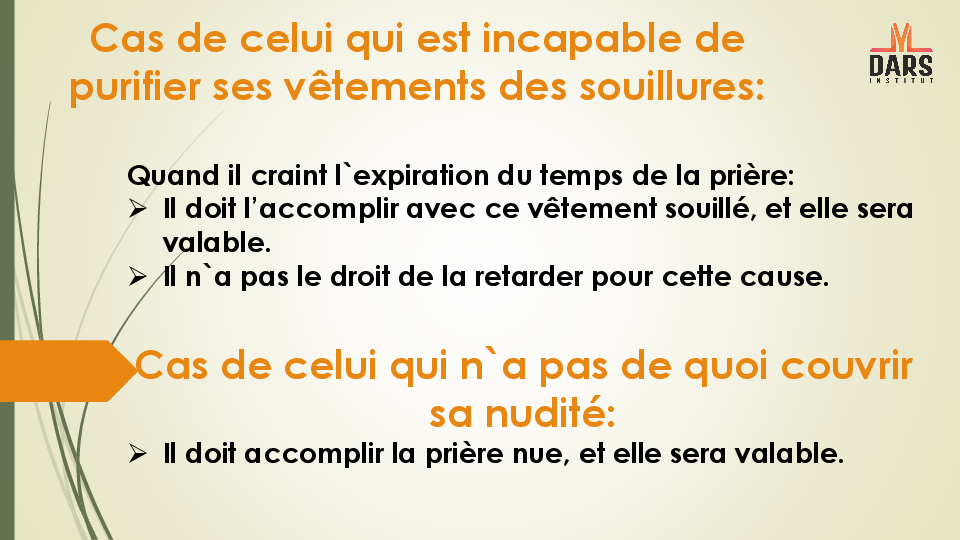 Cas de celui qui est incapable de
purifier ses vêtements des souillures:
M
DARS
INSTITUT
Quand il craint l`expiration du temps de la prière:
➢ Il doit l’accomplir avec ce vêtement souillé, et elle sera
valable.
➢ Il n`a pas le droit de la retarder pour cette cause.
Cas de celui qui n`a pas de quoi couvrir
sa nudité:
➢ Il doit accomplir la prière nue, et elle sera valable.